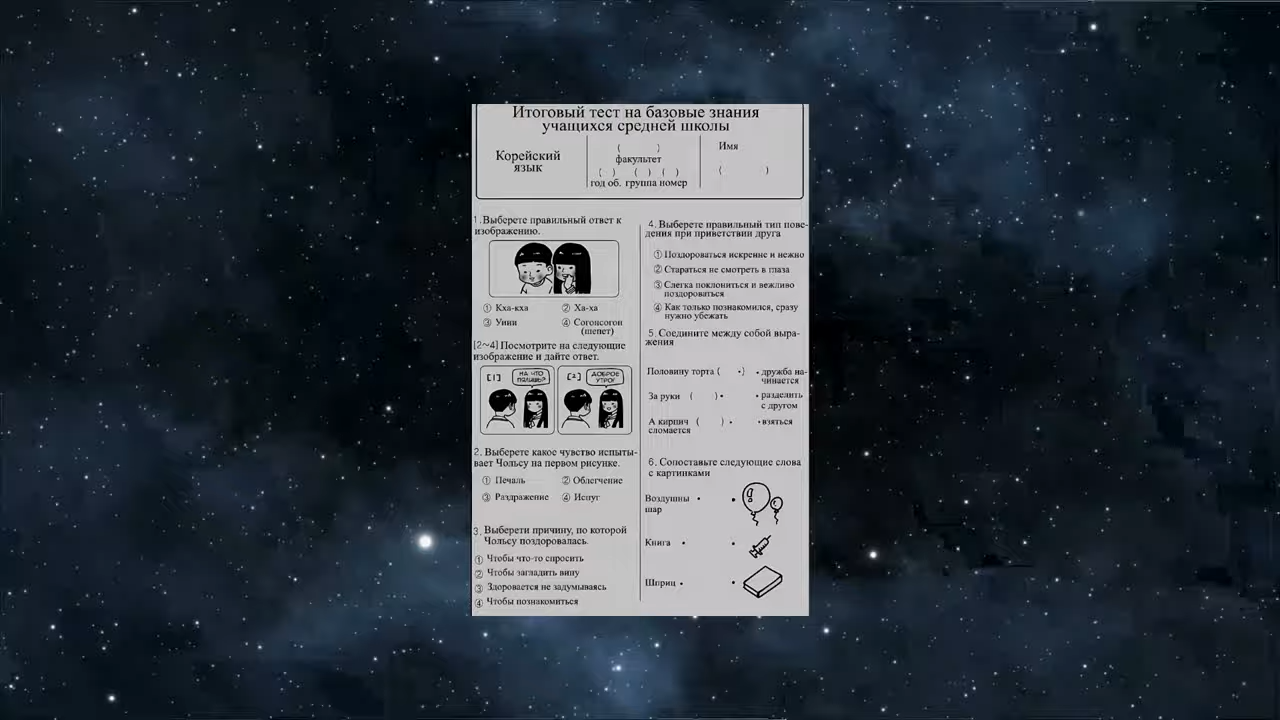 Итоговый тест на базовые знания
учащихся средней школы
Корейский
язык
( )
факультет
( ) ( ) ( )
год об. группа номер
Имя
( )
1. Выберете правильный ответ к
изображению.
① Кха-кха ② Ха-ха
③ Уини ④ Согонсогон
(шепет)
[2~4] Посмотрите на следующие
изображение и дайте ответ.
[1] НА ЧТО
ПЯЛИШЬ?
[2] ДОБРОЕ
УТРО!
2. Выберете какое чувство испыты-
вает Чольсу на первом рисунке.
① Печаль ② Облегчение
③ Раздражение ④ Испуг
3. Выберети причину, по которой
Чольсу поздоровалась.
① Чтобы что-то спросить
② Чтобы загладить вину
③ Здоровается не задумываясь
④ Чтобы познакомиться
4. Выберете правильный тип пове-
дения при приветствии друга
① Поздороваться искренне и нежно
② Стараться не смотреть в глаза
③ Слегка поклониться и вежливо
поздороваться
④ Как только познакомился, сразу
нужно убежать
5. Соедините между собой выра-
жения
Половину торта ( •) • дружба на-
чинается
За руки ( ) • • разделить
с другом
А кирпич ( ) • • взяться
сломается
6. Сопоставьте следующие слова
с картинками
Воздушны •
шар
Книга •
Шприц •